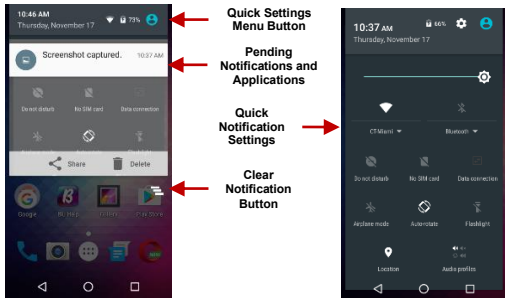 10:46 AM
73%
Thursday, November 17
Screenshot captured.
10:37 AM
Do not disturb
No SIM card
Data connection
Share
Delete
Google
Play Store
Quick Settings
Menu Button
Pending
Notifications and
Applications
Quick
Notification
Settings
Clear
Notification
Button
10:37 AM
66%
Thursday, November 17
CT-Miami
Bluetooth
Do not disturb
No SIM card
Data connection
Airplane mode
Auto-rotate
Flashlight
Location
Audio profiles